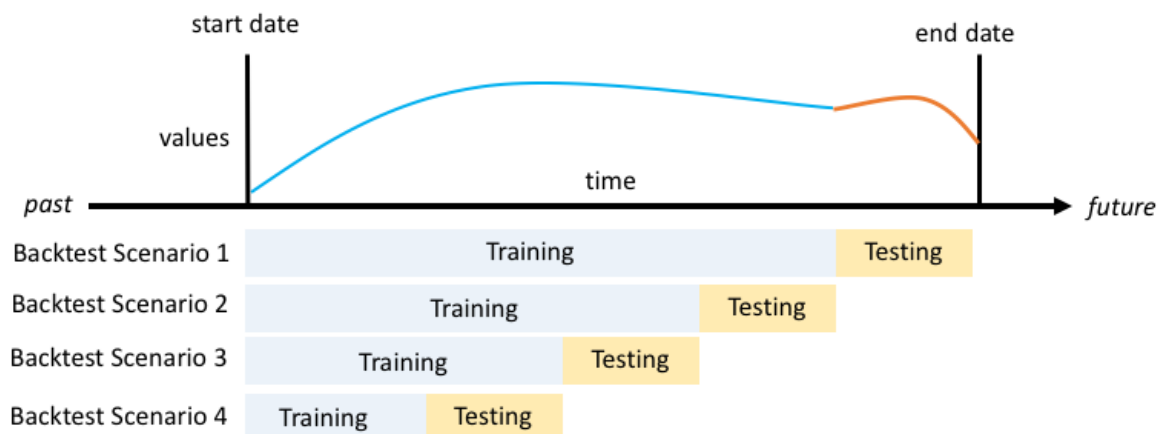 start date
end date
values
time
past
future
Backtest Scenario 1
Training
Testing
Backtest Scenario 2
Training
Testing
Backtest Scenario 3
Training
Testing
Backtest Scenario 4
Training
Testing